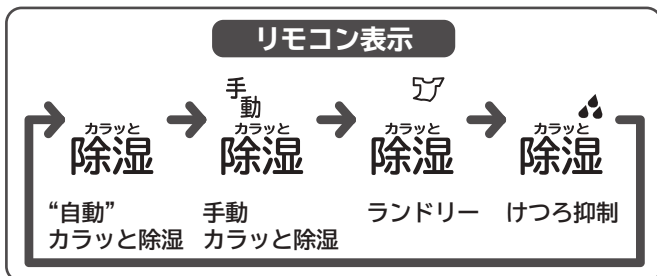 リモコン表示
カラッと
除湿
手動
カラッと
除湿
カラッと
除湿
カラッと
除湿
“自動”
カラッと除湿
手動
カラッと除湿
ランドリー
けつろ抑制